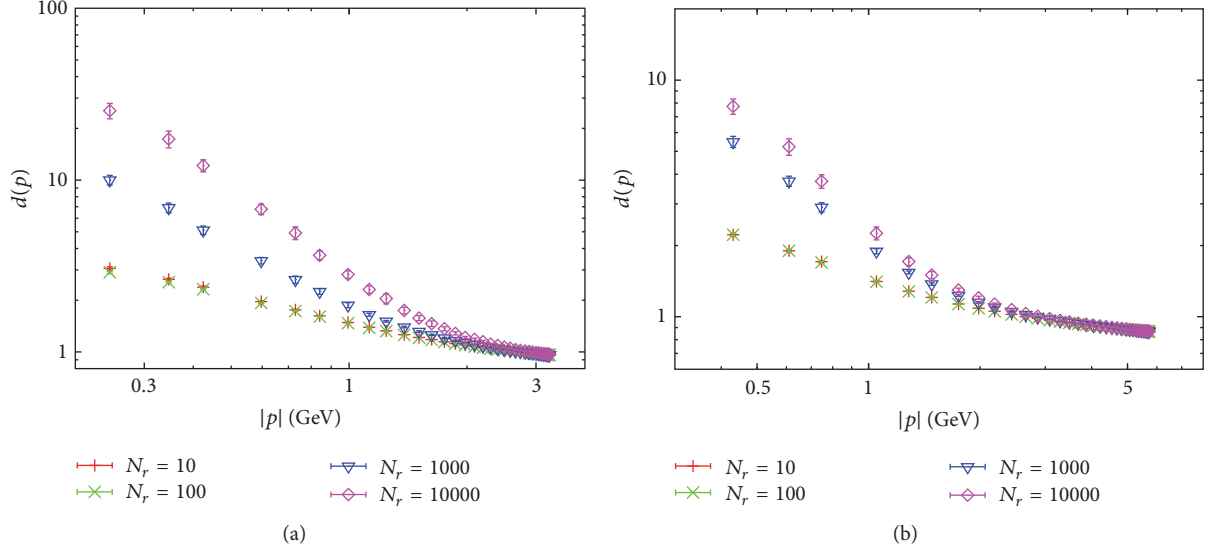 100
10
1
d(p)
0.3 1 3
|p| (GeV)
N_r = 10
N_r = 100
N_r = 1000
N_r = 10000
(a)
10
1
d(p)
0.5 1 5
|p| (GeV)
N_r = 10
N_r = 100
N_r = 1000
N_r = 10000
(b)